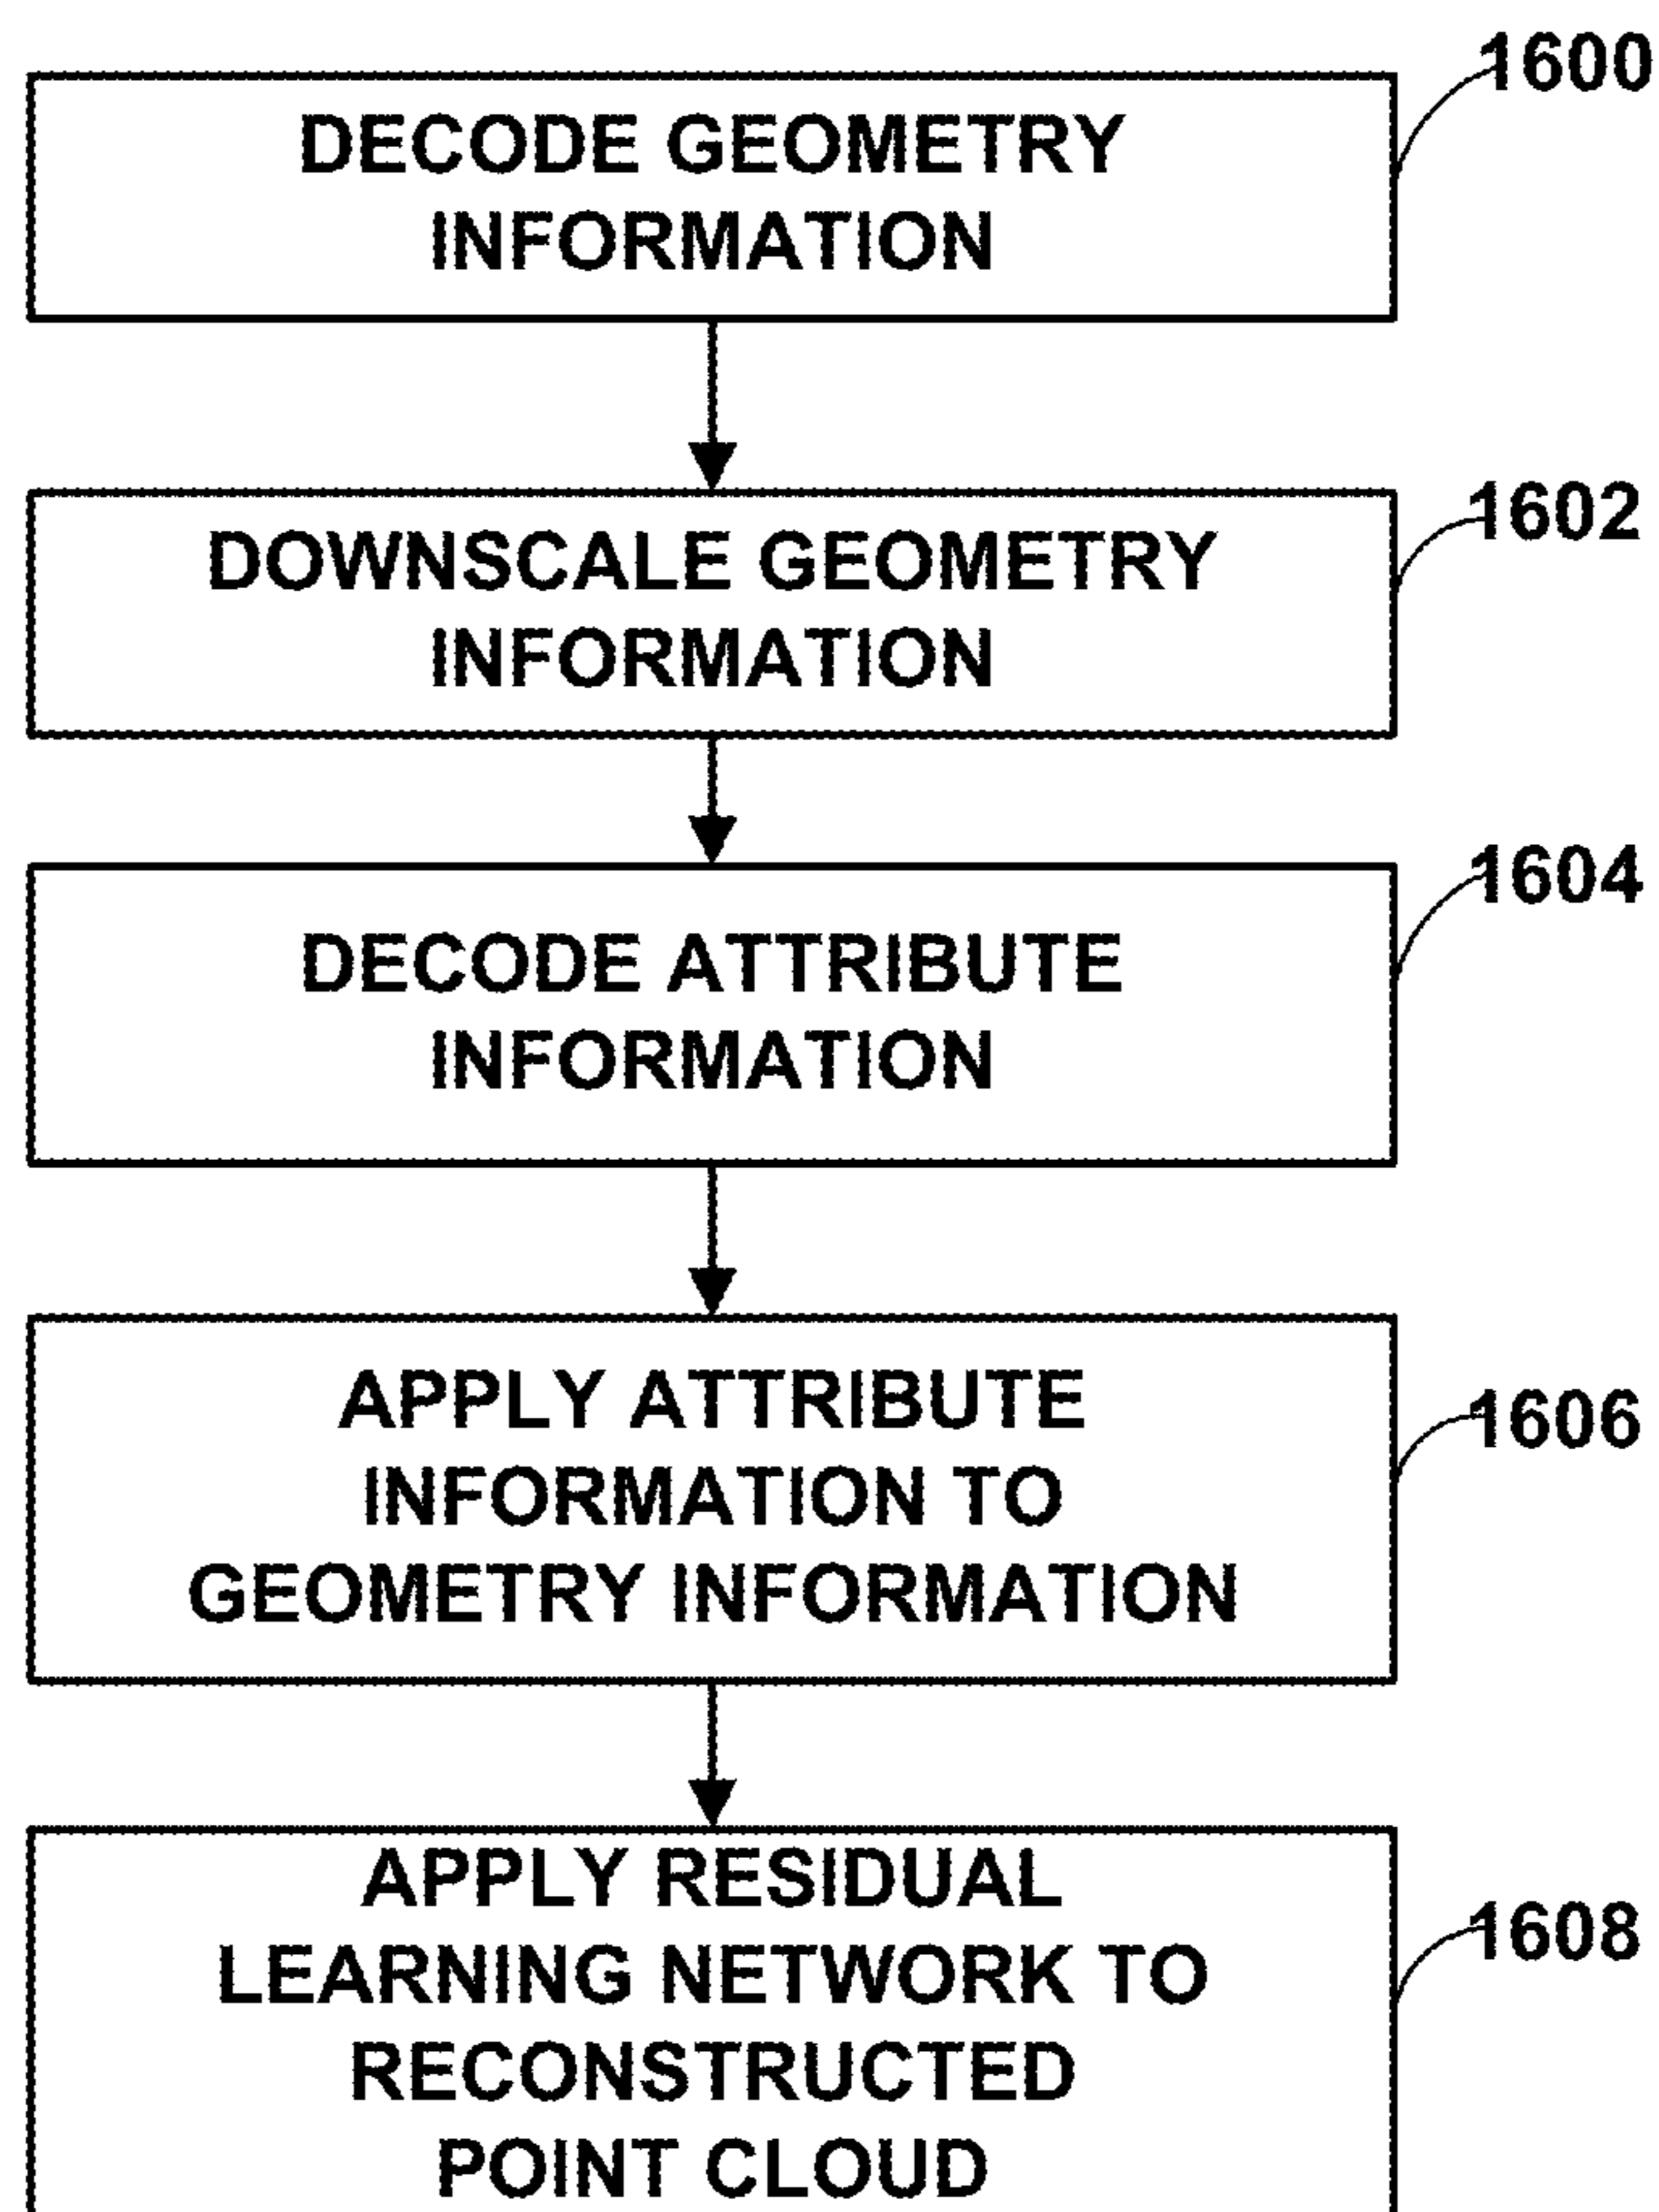 1600
DECODE GEOMETRY
INFORMATION
1602
DOWNSCALE GEOMETRY
INFORMATION
1604
DECODE ATTRIBUTE
INFORMATION
1606
APPLY ATTRIBUTE
INFORMATION TO
GEOMETRY INFORMATION
1608
APPLY RESIDUAL
LEARNING NETWORK TO
RECONSTRUCTED
POINT CLOUD